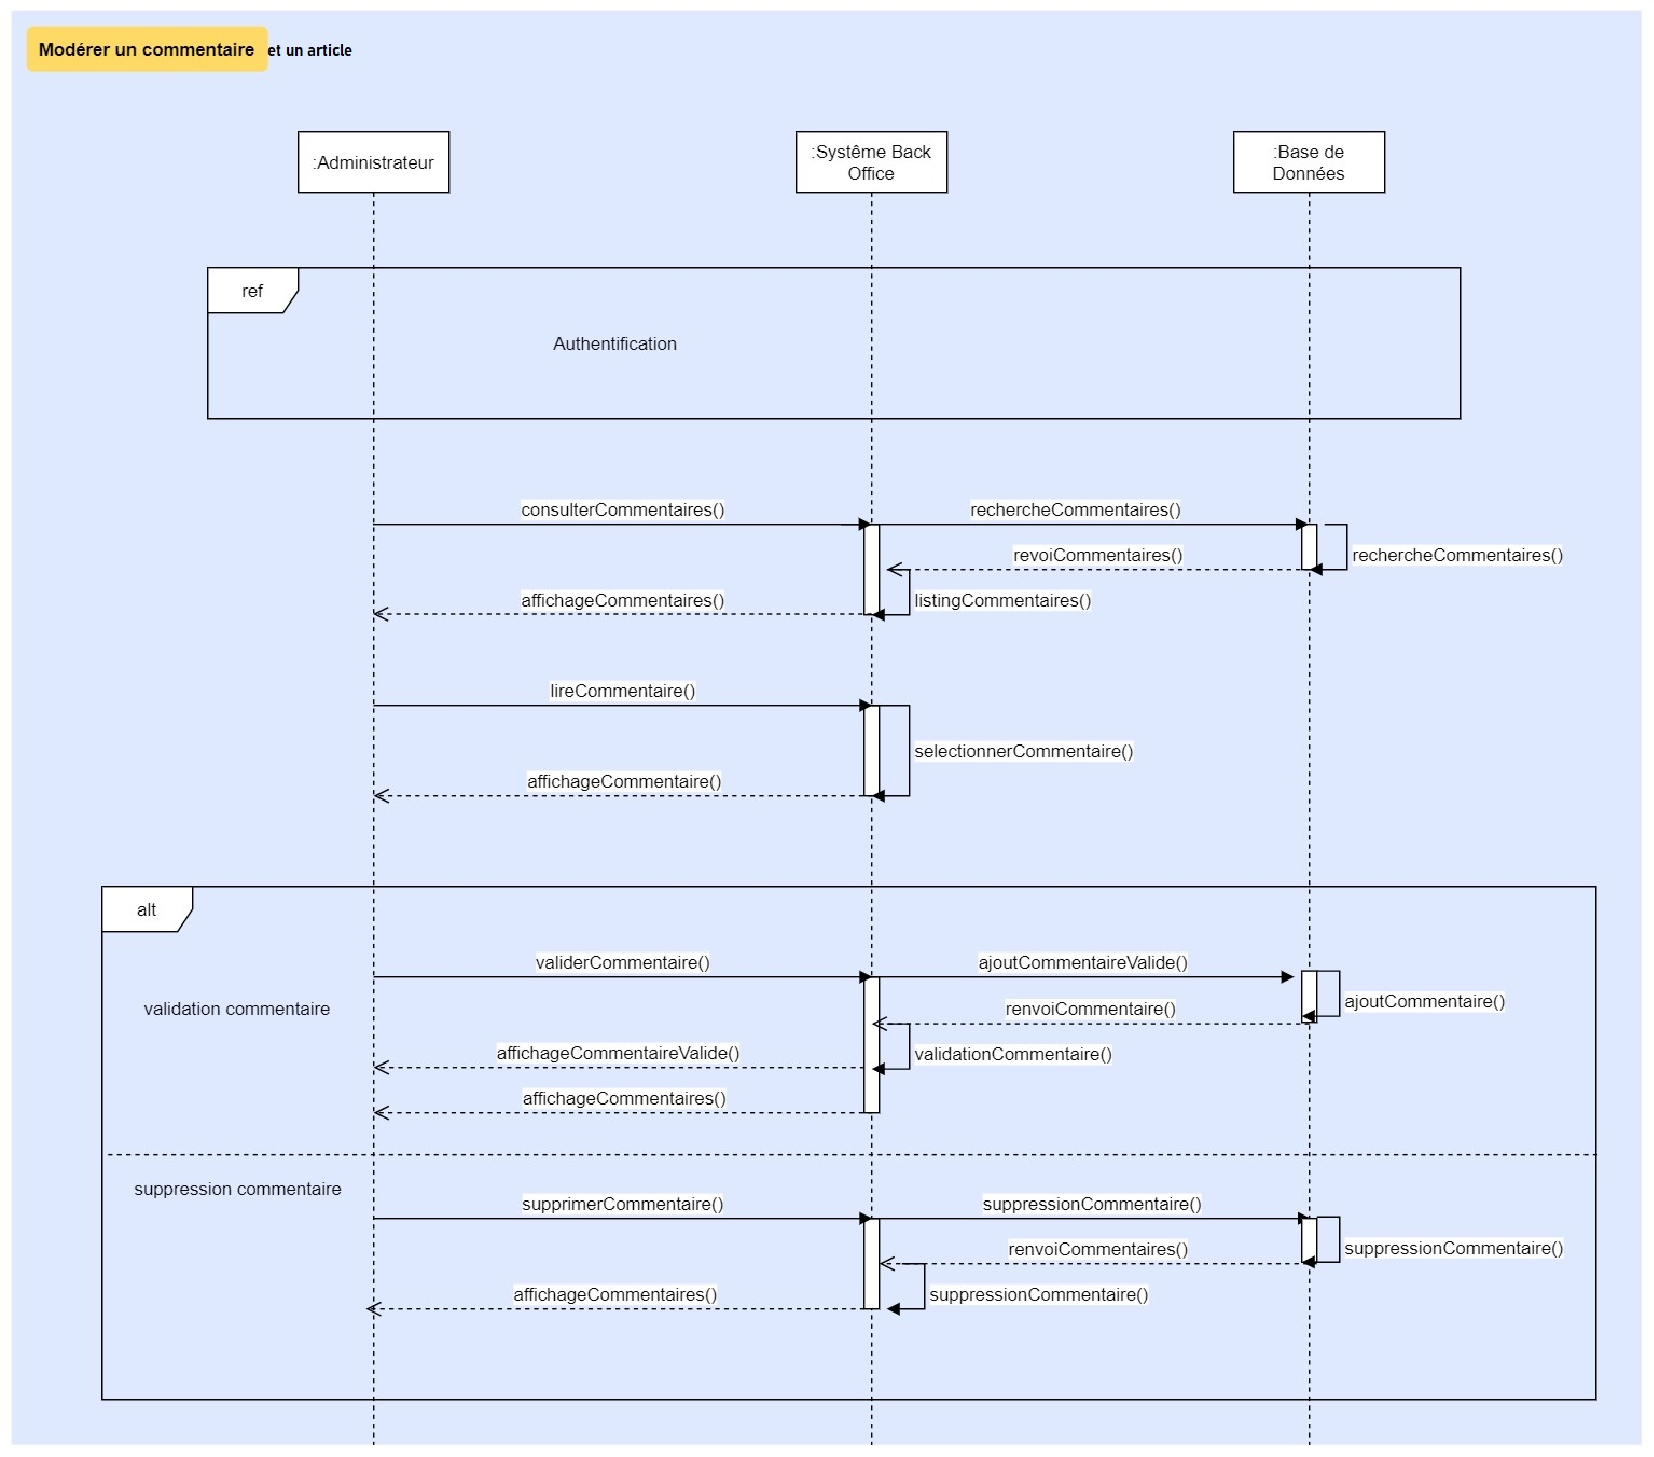 Modérer un commentaire et un article
:Administrateur
:Systême Back
Office
:Base de
Données
ref
Authentification
consulterCommentaires()
rechercheCommentaires()
revoiCommentaires()
rechercheCommentaires()
affichageCommentaires()
listingCommentaires()
lireCommentaire()
selectionnerCommentaire()
affichageCommentaire()
alt
validerCommentaire()
ajoutCommentaireValide()
validation commentaire
renvoiCommentaire()
ajoutCommentaire()
affichageCommentaireValide()
validationCommentaire()
affichageCommentaires()
suppression commentaire
supprimerCommentaire()
suppressionCommentaire()
renvoiCommentaires()
suppressionCommentaire()
affichageCommentaires()
suppressionCommentaire()